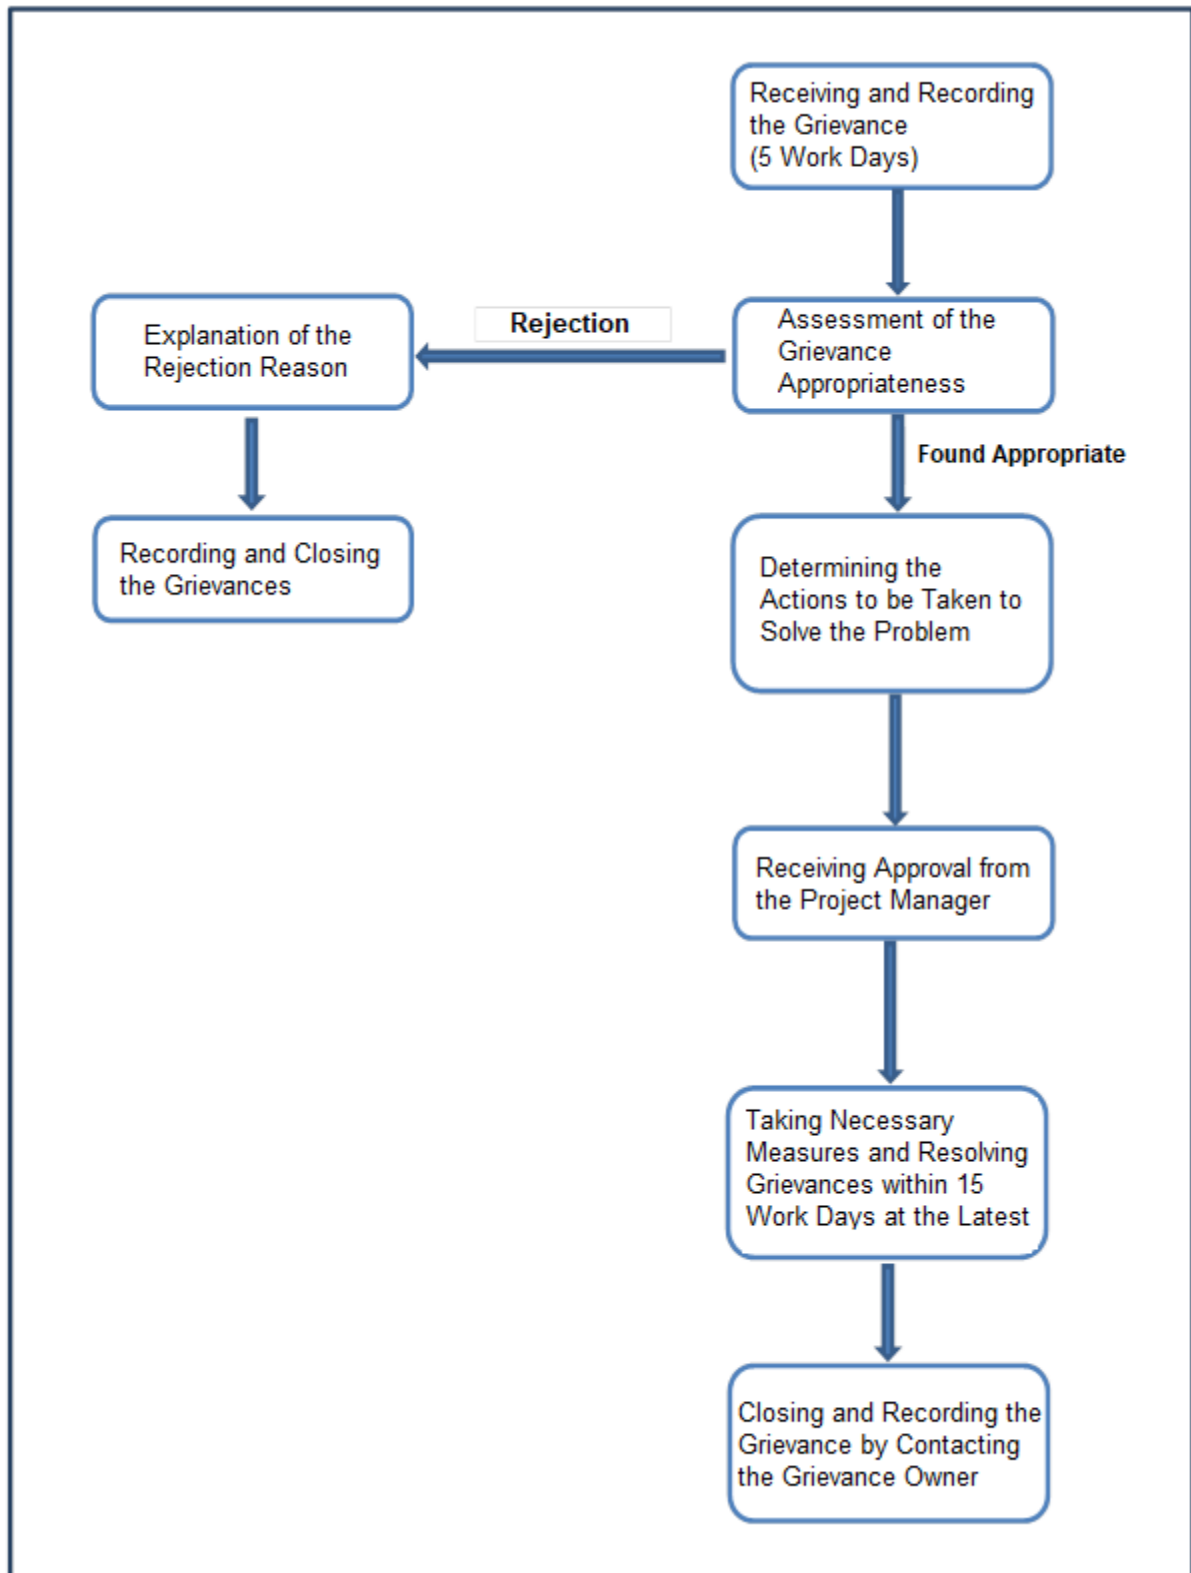 Receiving and Recording
the Grievance
(5 Work Days)
Assessment of the
Grievance
Appropriateness
Rejection
Explanation of the
Rejection Reason
Recording and Closing
the Grievances
Found Appropriate
Determining the
Actions to be Taken to
Solve the Problem
Receiving Approval from
the Project Manager
Taking Necessary
Measures and Resolving
Grievances within 15
Work Days at the Latest
Closing and Recording the
Grievance by Contacting
the Grievance Owner